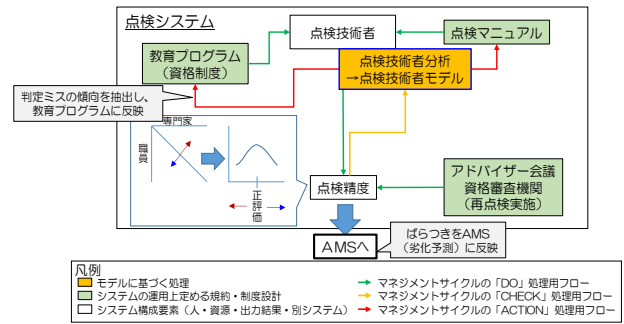 点検システム
点検技術者
点検マニュアル
教育プログラム
（資格制度）
点検技術者分析
→点検技術者モデル
判定ミスの傾向を抽出し、
教育プログラムに反映
専門家
職員
正評価
点検精度
アドバイザー会議
資格審査機関
（再点検実施）
AMSへ
ばらつきをAMS
（劣化予測）に反映
凡例
モデルに基づく処理
システムの運用上定める規約・制度設計
システム構成要素（人・資源・出力結果・別システム）
マネジメントサイクルの「DO」処理用フロー
マネジメントサイクルの「CHECK」処理用フロー
マネジメントサイクルの「ACTION」処理用フロー